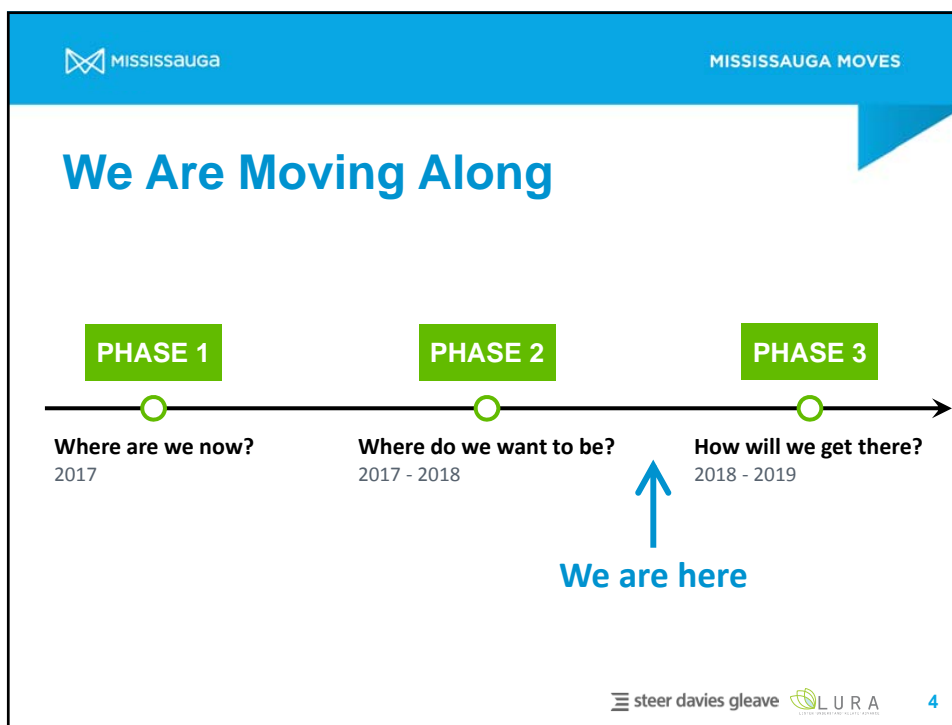 MISSISSAUGA
MISSISSAUGA MOVES
We Are Moving Along
PHASE 1
PHASE 2
PHASE 3
Where are we now?
2017
Where do we want to be?
2017 - 2018
How will we get there?
2018 - 2019
We are here
steer davies gleave
LURA
4